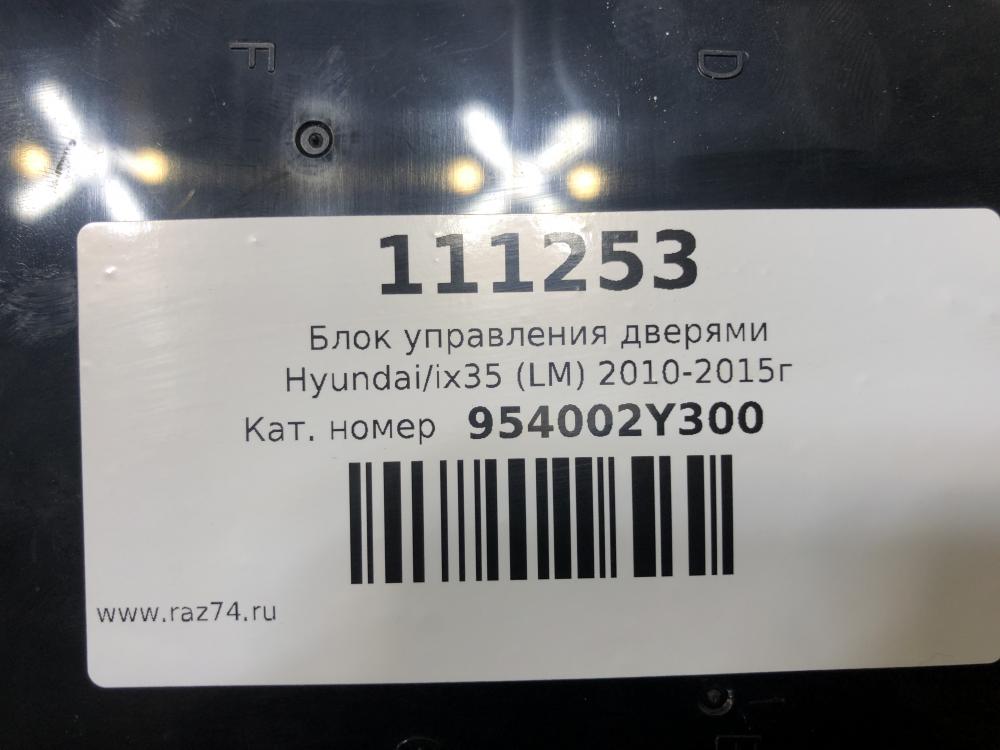 F D
111253
Блок управления дверями
Hyundai/ix35 (LM) 2010-2015г
Кат. номер 954002Y300
www.raz74.ru